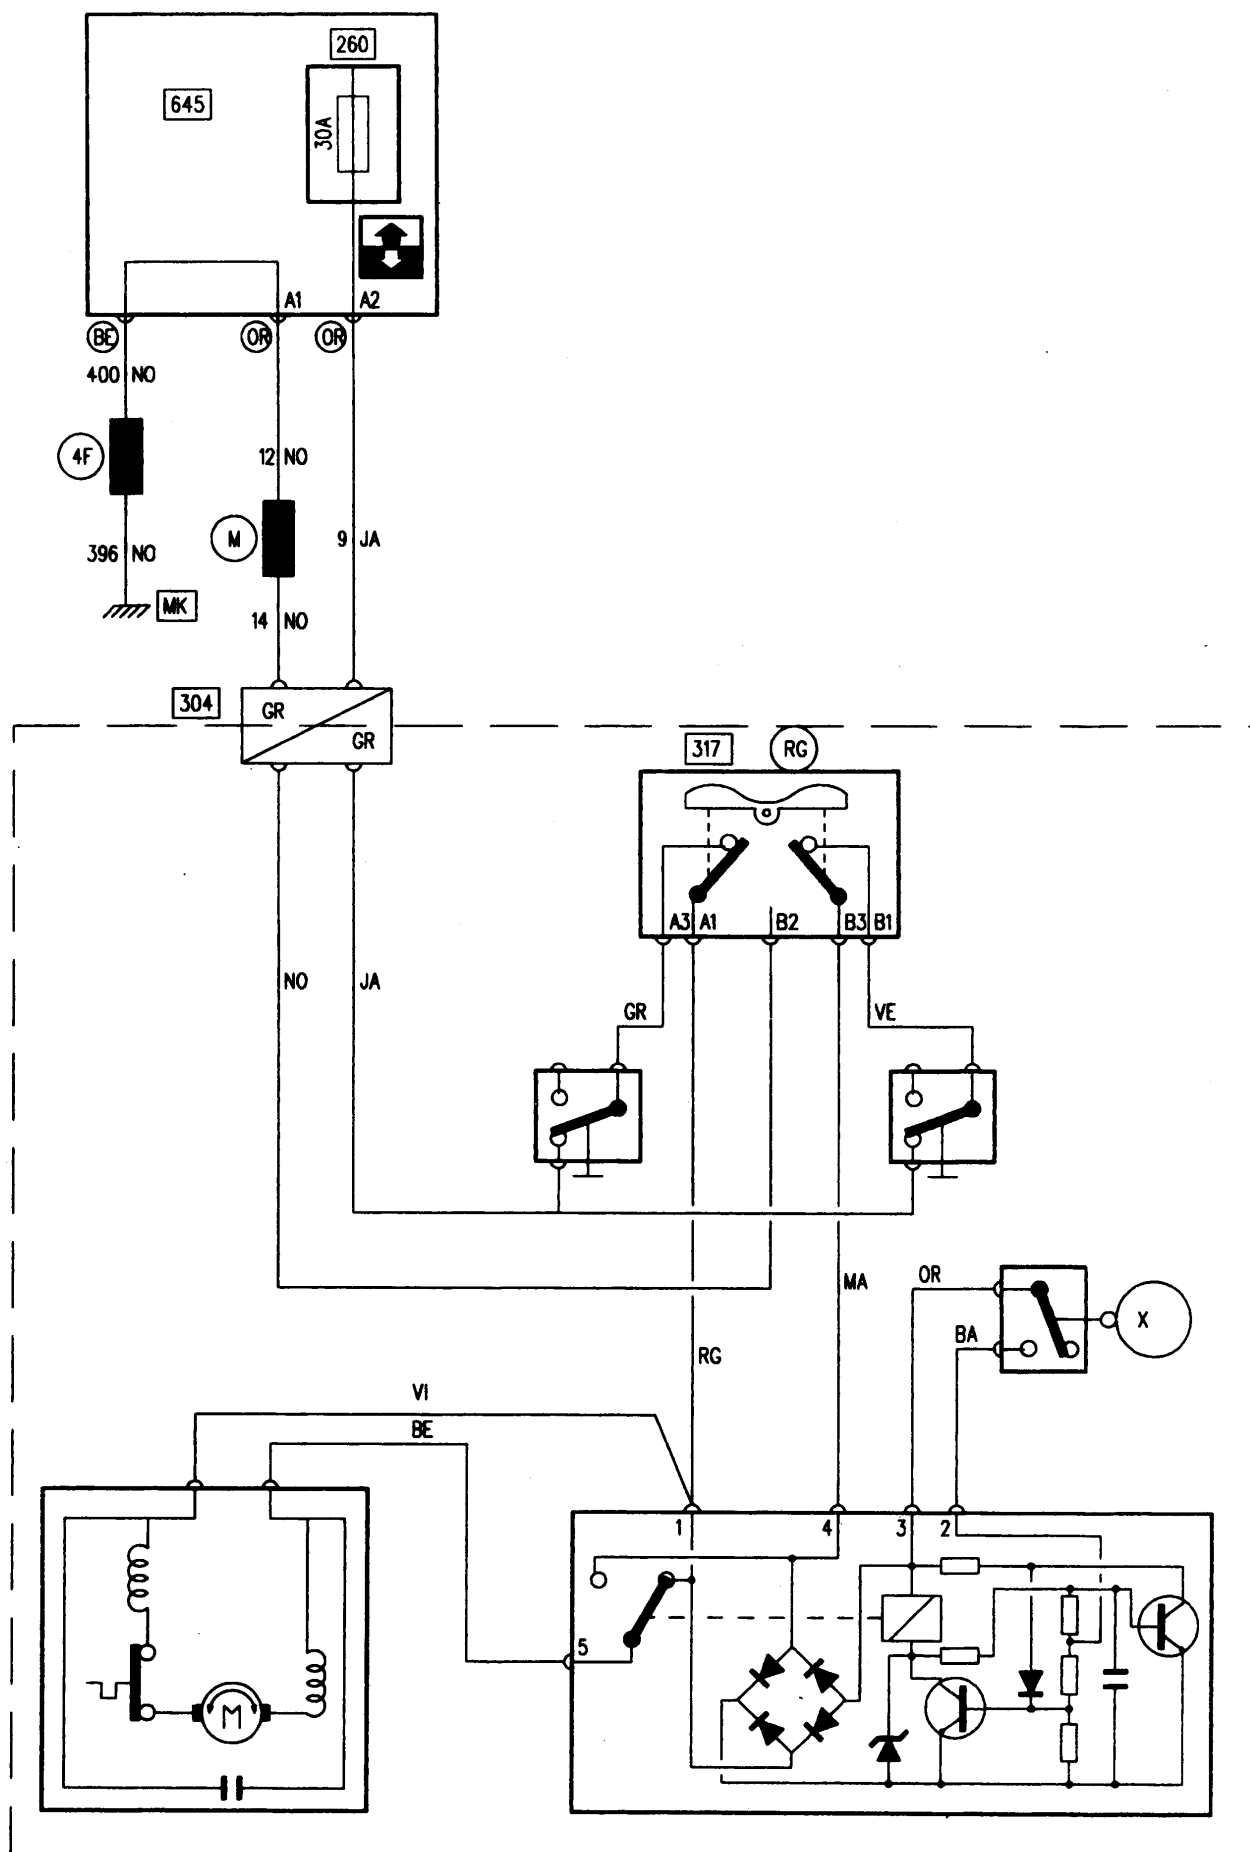 260
645
30A
A1 A2
BE OR OR
400 NO
4F
12 NO
M
9 JA
396 NO
MK
14 NO
304
GR
GR
317 RG
A3 A1 B2 B3 B1
NO JA
GR VE
OR
MA
X
BA
RG
VI
BE
1 4 3 2
5
M